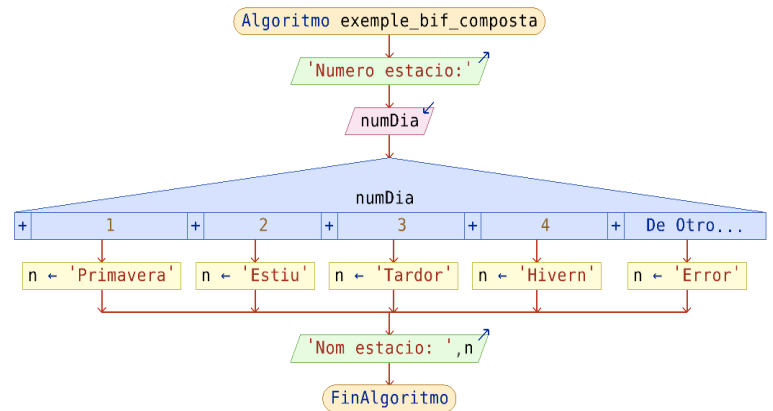 Algoritmo exemple_bif_composta
'Numero estacio:'
numDia
numDia
+ 1 + 2 + 3 + 4 + De Otro...
n ← 'Primavera' n ← 'Estiu' n ← 'Tardor' n ← 'Hivern' n ← 'Error'
'Nom estacio: ',n
FinAlgoritmo